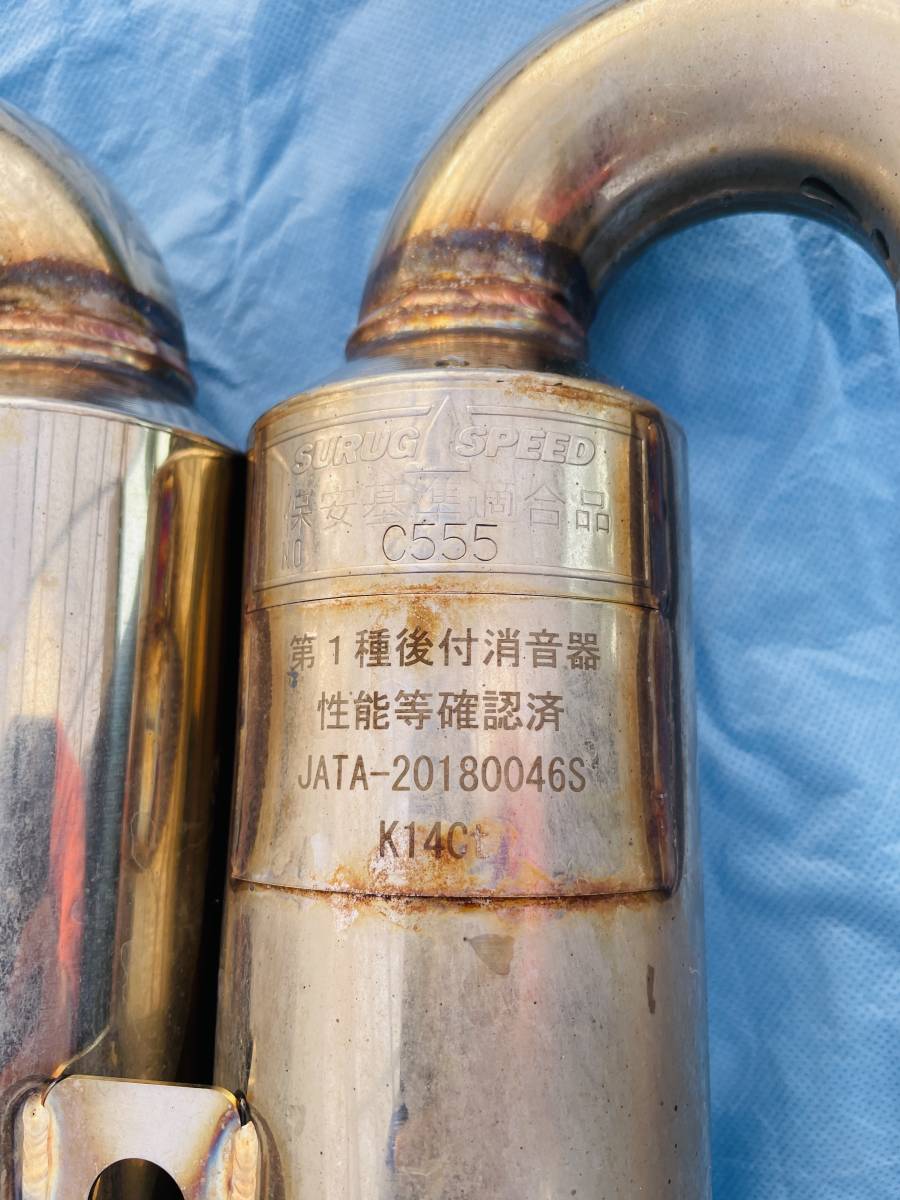 SURUGA SPEED
保安基準適合品
NO C555
第1種後付消音器
性能等確認済
JATA-20180046S
K14Ct